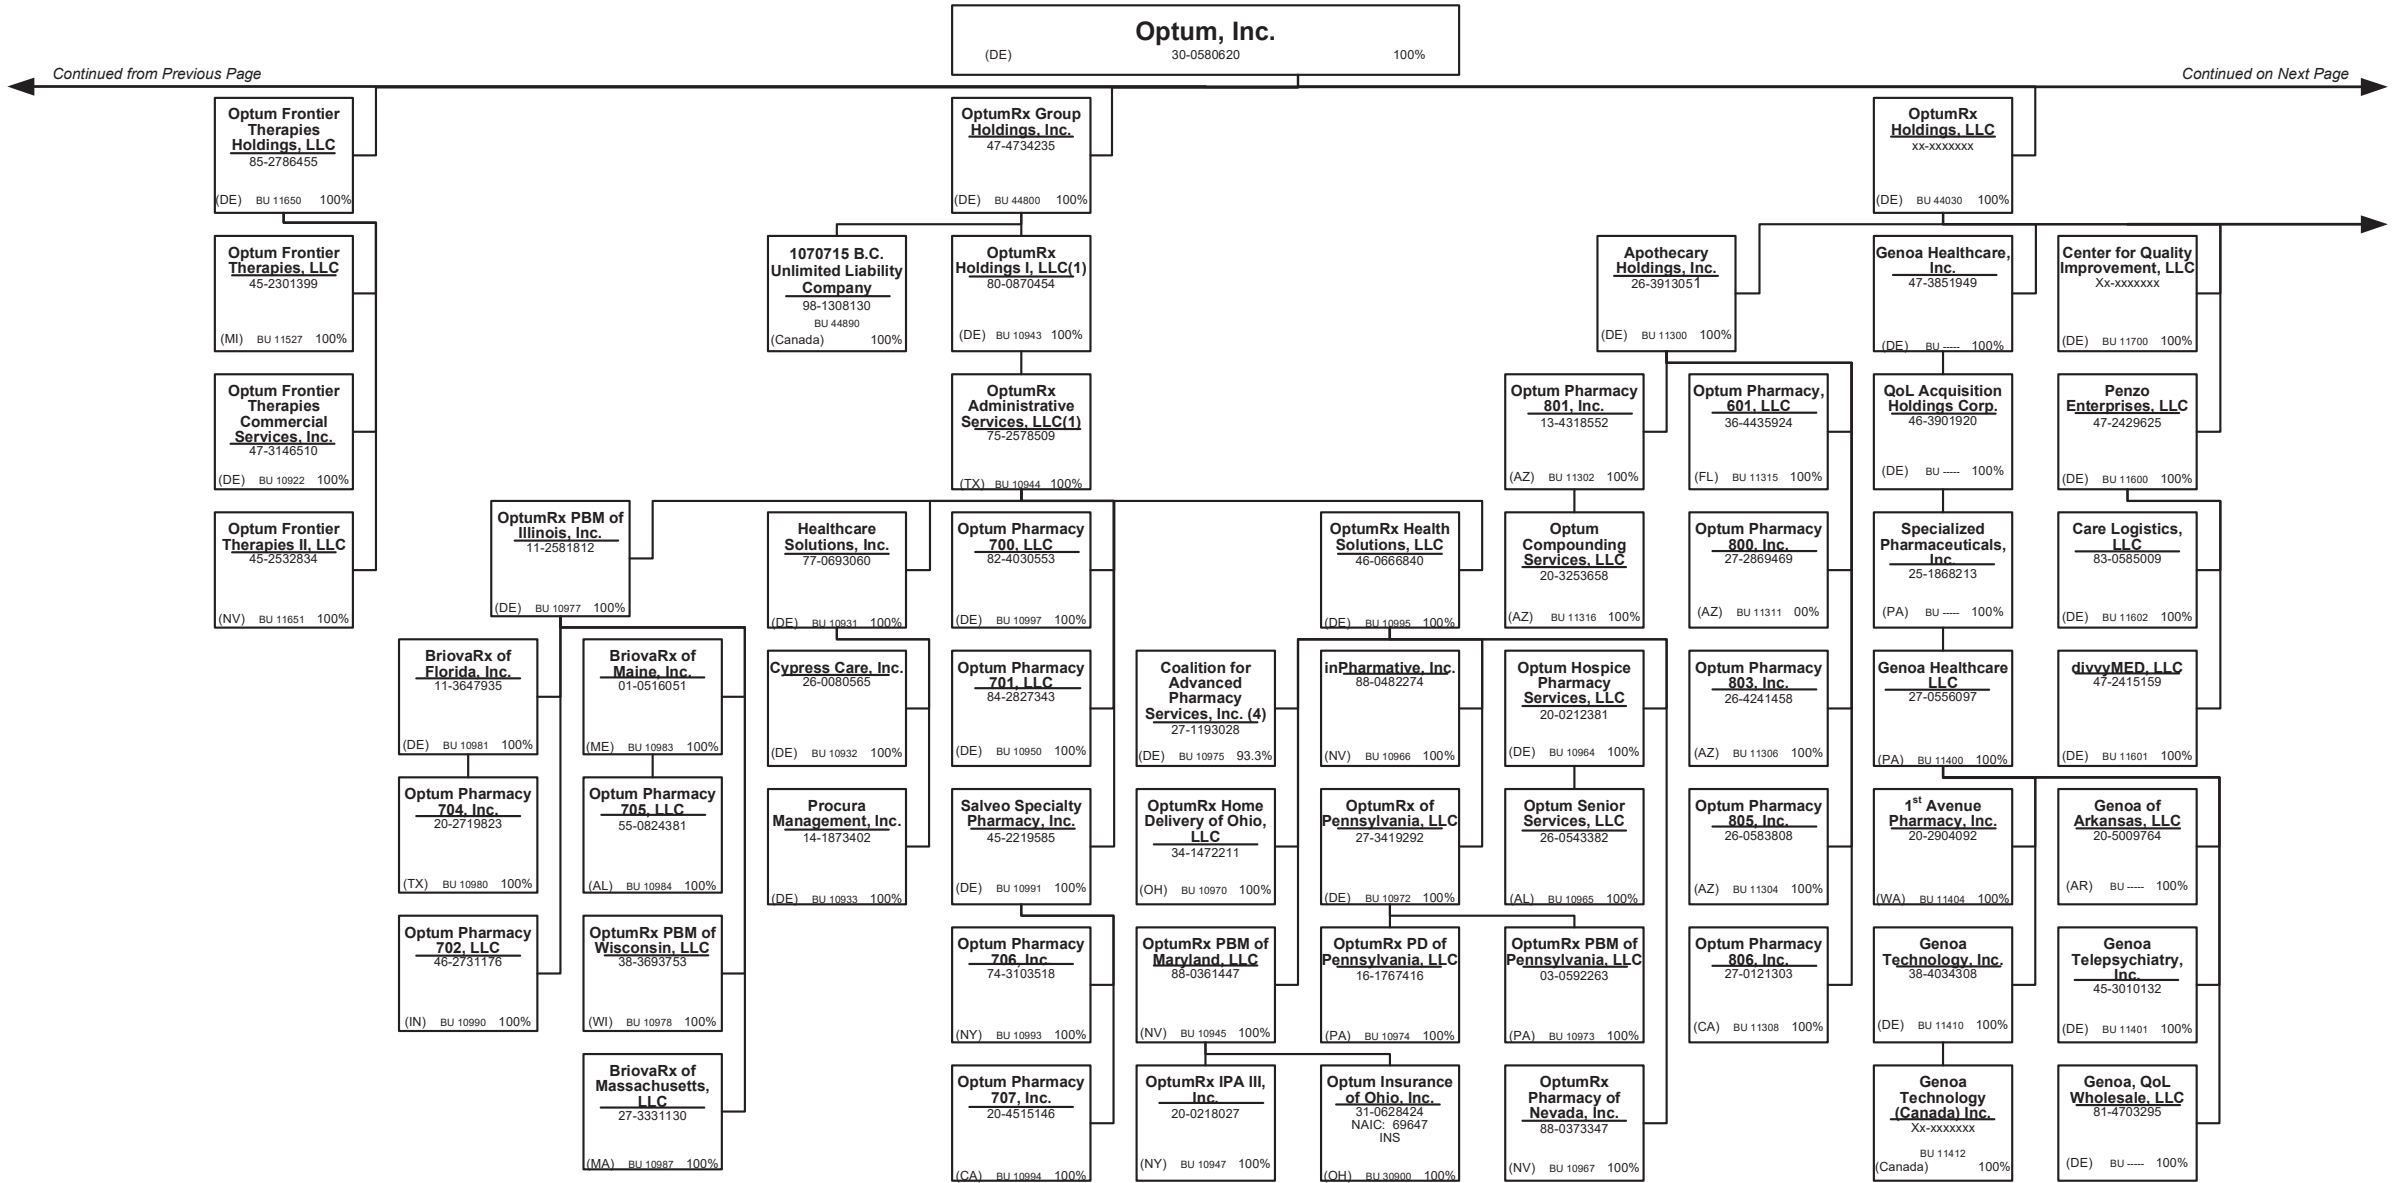 Optum, Inc.
(DE) 30-0580620 100%
Continued from Previous Page
Continued on Next Page
Optum Frontier
Therapies
Holdings, LLC
85-2786455
(DE) BU 11650 100%
OptumRx Group
Holdings, Inc.
47-4734235
(DE) BU 44800 100%
OptumRx
Holdings, LLC
xx-xxxxxxx
(DE) BU 44030 100%
Optum Frontier
Therapies, LLC
45-2301399
(MI) BU 11527 100%
1070715 B.C.
Unlimited Liability
Company
98-1308130
BU 44890
(Canada) 100%
OptumRx
Holdings I, LLC(1)
80-0870454
(DE) BU 10943 100%
Apothecary
Holdings, Inc.
26-3913051
(DE) BU 11300 100%
Genoa Healthcare,
Inc.
47-3851949
(DE) BU ----- 100%
Center for Quality
Improvement, LLC
Xx-xxxxxxx
(DE) BU 11700 100%
Optum Frontier
Therapies
Commercial
Services, Inc.
47-3146510
(DE) BU 10922 100%
OptumRx
Administrative
Services, LLC(1)
75-2578509
(TX) BU 10944 100%
Optum Pharmacy
801, Inc.
13-4318552
(AZ) BU 11302 100%
Optum Pharmacy,
601, LLC
36-4435924
(FL) BU 11315 100%
QoL Acquisition
Holdings Corp.
46-3901920
(DE) BU ----- 100%
Penzo
Enterprises, LLC
47-2429625
(DE) BU 11600 100%
Optum Frontier
Therapies II, LLC
45-2532834
(NV) BU 11651 100%
OptumRx PBM of
Illinois, Inc.
11-2581812
(DE) BU 10977 100%
Healthcare
Solutions, Inc.
77-0693060
(DE) BU 10931 100%
Optum Pharmacy
700, LLC
82-4030553
(DE) BU 10997 100%
OptumRx Health
Solutions, LLC
46-0666840
(DE) BU 10995 100%
Optum
Compounding
Services, LLC
20-3253658
(AZ) BU 11316 100%
Optum Pharmacy
800, Inc.
27-2869469
(AZ) BU 11311 00%
Specialized
Pharmaceuticals,
Inc.
25-1868213
(PA) BU ----- 100%
Care Logistics,
LLC
83-0585009
(DE) BU 11602 100%
BriovaRx of
Florida, Inc.
11-3647935
(DE) BU 10981 100%
BriovaRx of
Maine, Inc.
01-0516051
(ME) BU 10983 100%
Cypress Care, Inc.
26-0080565
(DE) BU 10932 100%
Optum Pharmacy
701, LLC
84-2827343
(DE) BU 10950 100%
Coalition for
Advanced
Pharmacy
Services, Inc. (4)
27-1193028
(DE) BU 10975 93.3%
inPharmative, Inc.
88-0482274
(NV) BU 10966 100%
Optum Hospice
Pharmacy
Services, LLC
20-0212381
(DE) BU 10964 100%
Optum Pharmacy
803, Inc.
26-4241458
(AZ) BU 11306 100%
Genoa Healthcare
LLC
27-0556097
(PA) BU 11400 100%
divvyMED, LLC
47-2415159
(DE) BU 11601 100%
Optum Pharmacy
704, Inc.
20-2719823
(TX) BU 10980 100%
Optum Pharmacy
705, LLC
55-0824381
(AL) BU 10984 100%
Procura
Management, Inc.
14-1873402
(DE) BU 10933 100%
Salveo Specialty
Pharmacy, Inc.
45-2219585
(DE) BU 10991 100%
OptumRx Home
Delivery of Ohio,
LLC
34-1472211
(OH) BU 10970 100%
OptumRx of
Pennsylvania, LLC
27-3419292
(DE) BU 10972 100%
Optum Senior
Services, LLC
26-0543382
(AL) BU 10965 100%
Optum Pharmacy
805, Inc.
26-0583808
(AZ) BU 11304 100%
1st Avenue
Pharmacy, Inc.
20-2904092
(WA) BU 11404 100%
Genoa of
Arkansas, LLC
20-5009764
(AR) BU ----- 100%
Optum Pharmacy
702, LLC
46-2731176
(IN) BU 10990 100%
OptumRx PBM of
Wisconsin, LLC
38-3693753
(WI) BU 10978 100%
Optum Pharmacy
706, Inc.
74-3103518
(NY) BU 10993 100%
OptumRx PBM of
Maryland, LLC
88-0361447
(NV) BU 10945 100%
OptumRx PD of
Pennsylvania, LLC
16-1767416
(PA) BU 10974 100%
OptumRx PBM of
Pennsylvania, LLC
03-0592263
(PA) BU 10973 100%
Optum Pharmacy
806, Inc.
27-0121303
(CA) BU 11308 100%
Genoa
Technology, Inc.
38-4034308
(DE) BU 11410 100%
Genoa
Telepsychiatry,
Inc.
45-3010132
(DE) BU 11401 100%
BriovaRx of
Massachusetts,
LLC
27-3331130
(MA) BU 10987 100%
Optum Pharmacy
707, Inc.
20-4515146
(CA) BU 10994 100%
OptumRx IPA III,
Inc.
20-0218027
(NY) BU 10947 100%
Optum Insurance
of Ohio, Inc.
31-0628424
NAIC: 69647
INS
(OH) BU 30900 100%
OptumRx
Pharmacy of
Nevada, Inc.
88-0373347
(NV) BU 10967 100%
Genoa
Technology
(Canada) Inc.
Xx-xxxxxxx
BU 11412
(Canada) 100%
Genoa, QoL
Wholesale, LLC
81-4703295
(DE) BU ----- 100%